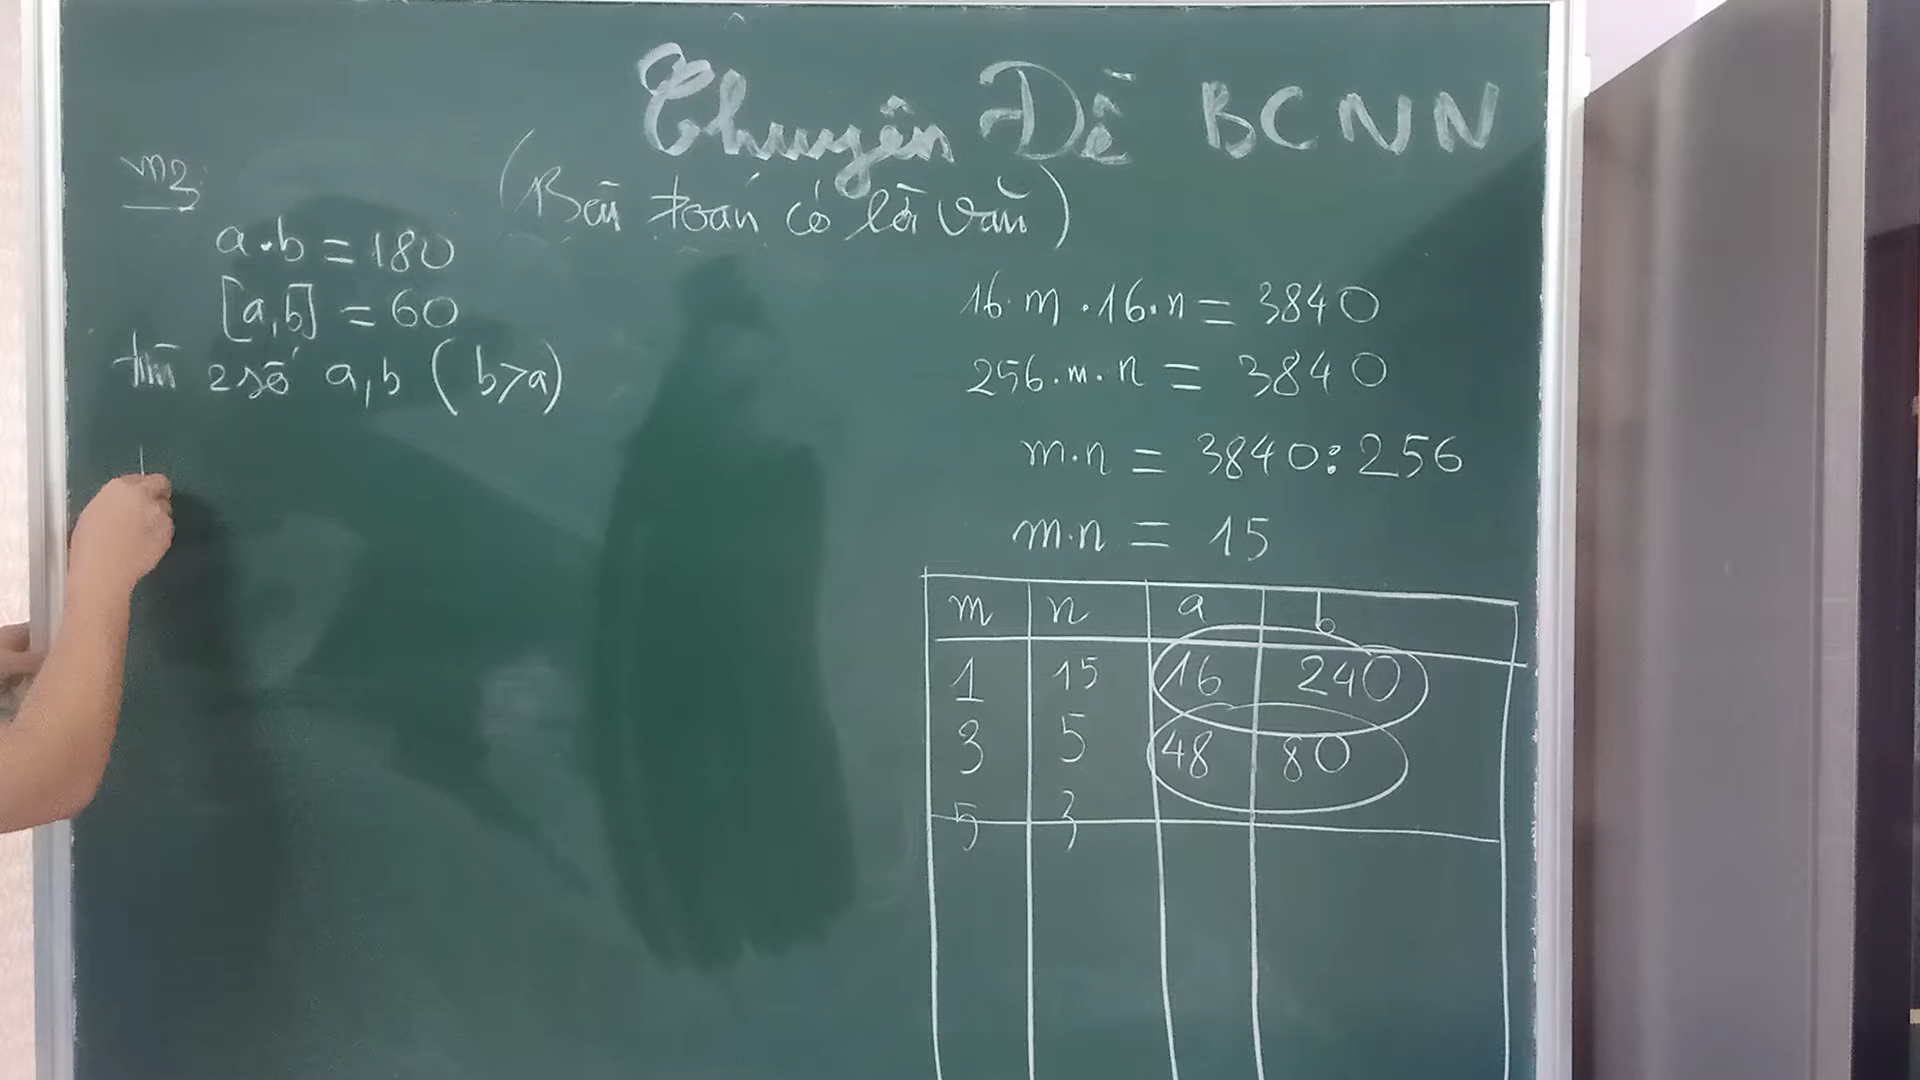 Chuyên Đề BCNN
(Bài toán có lời văn)
a.b = 180
[a,b] = 60
tìm 2 số a,b (b>a)
16.m.16.n = 3840
256.m.n = 3840
m.n = 3840:256
m.n = 15
m n a b
1 15 16 240
3 5 48 80
5 3